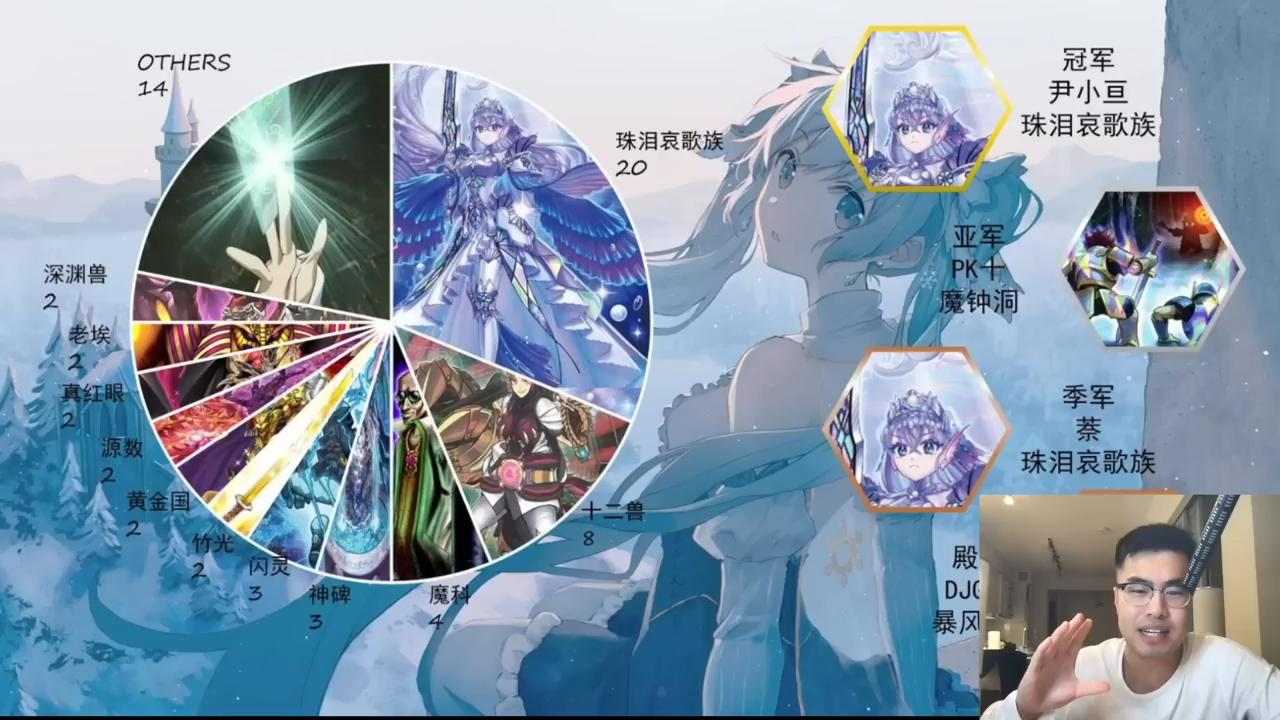 OTHERS
14
珠泪哀歌族
20
深渊兽
2
老埃
2
真红眼
2
源数
2
黄金国
2
竹光
2
闪灵
3
神碑
3
魔科
4
十二兽
8
冠军
尹小亘
珠泪哀歌族
亚军
PK十
魔钟洞
季军
萘
珠泪哀歌族
殿
DJ
暴风